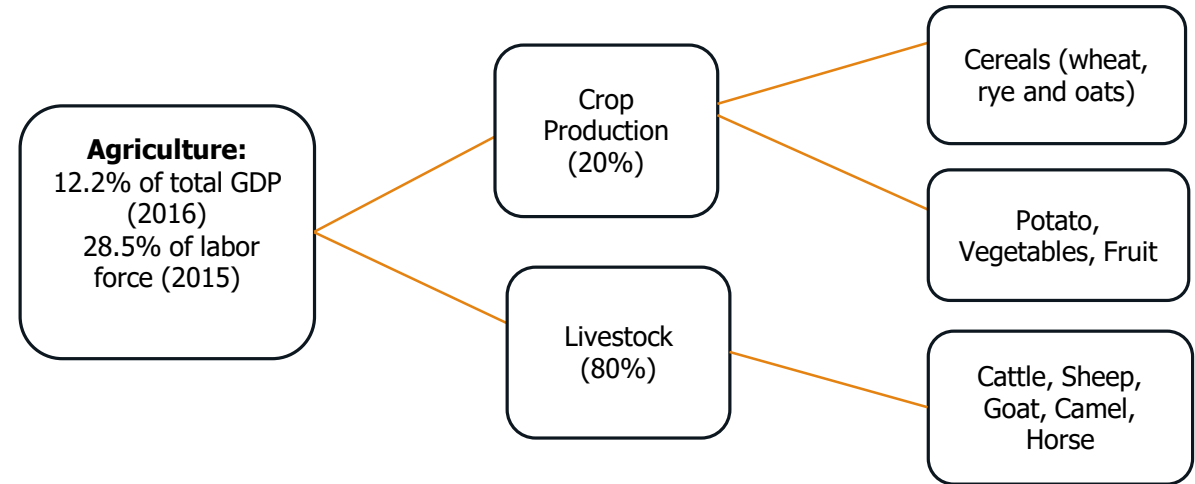 Agriculture:
12.2% of total GDP
(2016)
28.5% of labor
force (2015)
Crop
Production
(20%)
Livestock
(80%)
Cereals (wheat,
rye and oats)
Potato,
Vegetables, Fruit
Cattle, Sheep,
Goat, Camel,
Horse